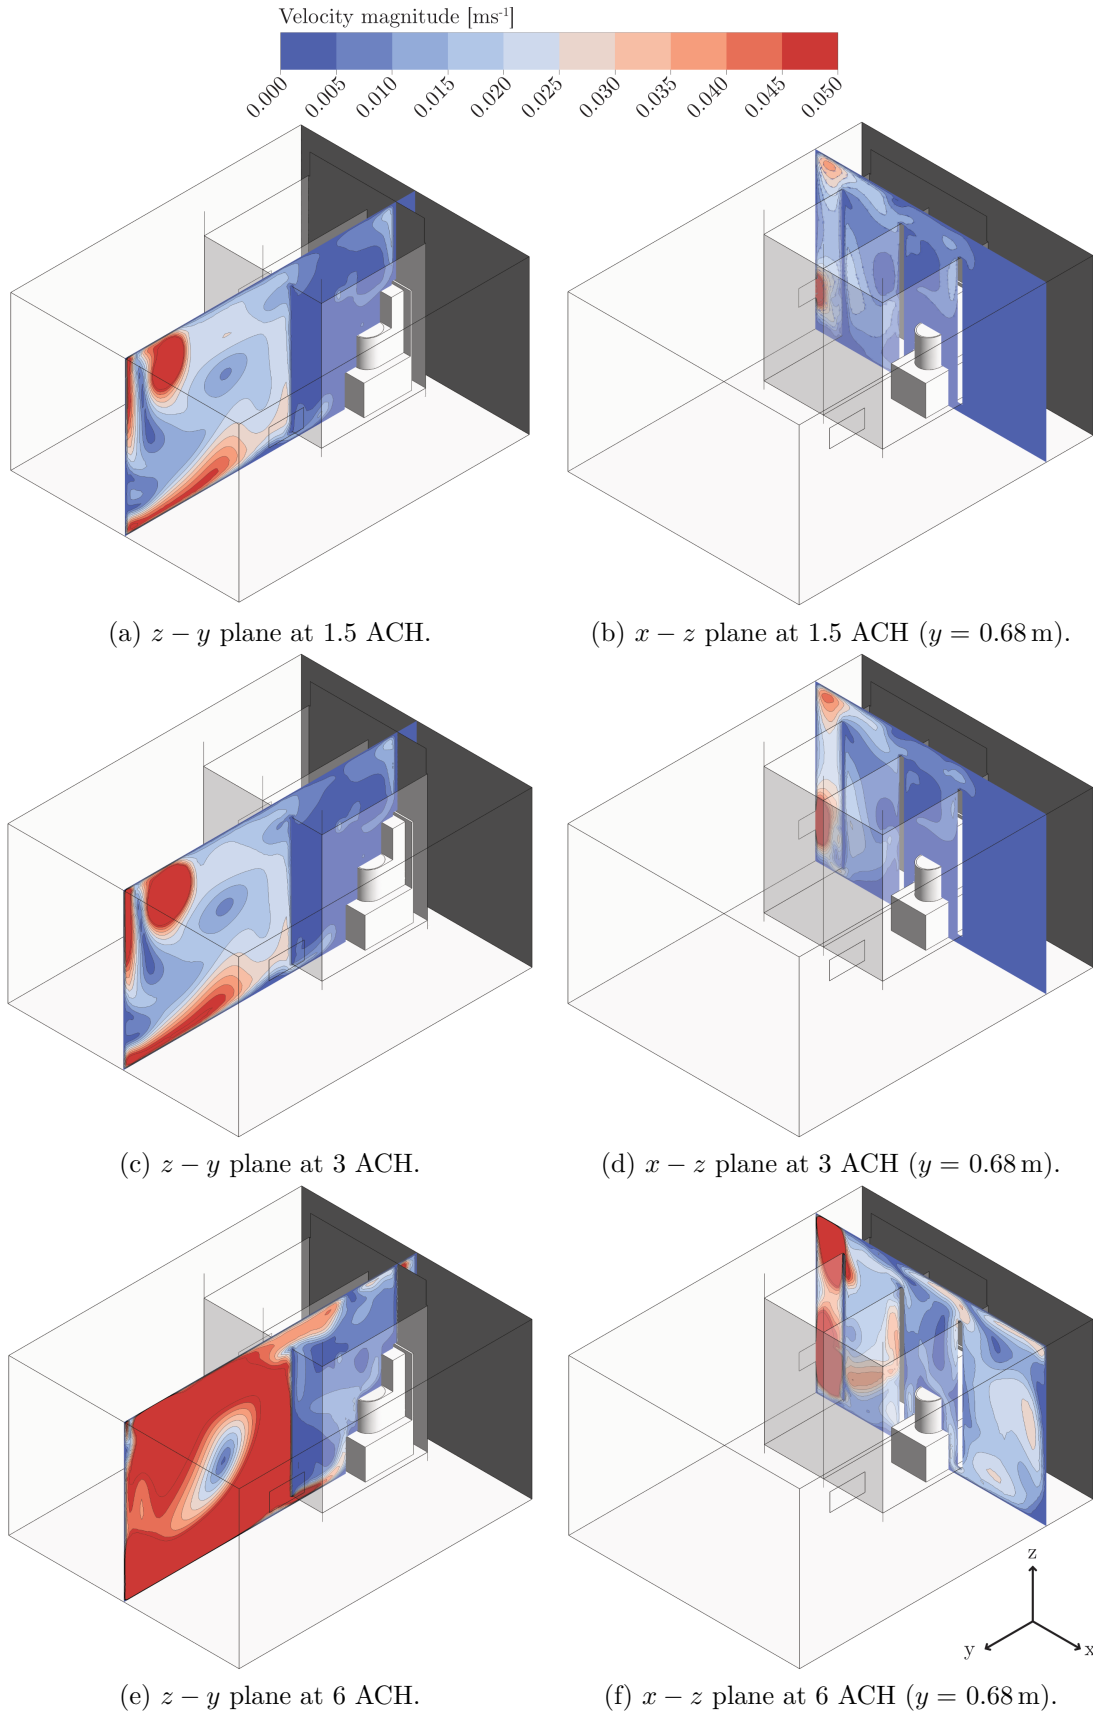 Velocity magnitude [ms⁻¹]
0.000 0.005 0.010 0.015 0.020 0.025 0.030 0.035 0.040 0.045 0.050
(a) z − y plane at 1.5 ACH.
(b) x − z plane at 1.5 ACH (y = 0.68 m).
(c) z − y plane at 3 ACH.
(d) x − z plane at 3 ACH (y = 0.68 m).
z
y
x
(e) z − y plane at 6 ACH.
(f) x − z plane at 6 ACH (y = 0.68 m).